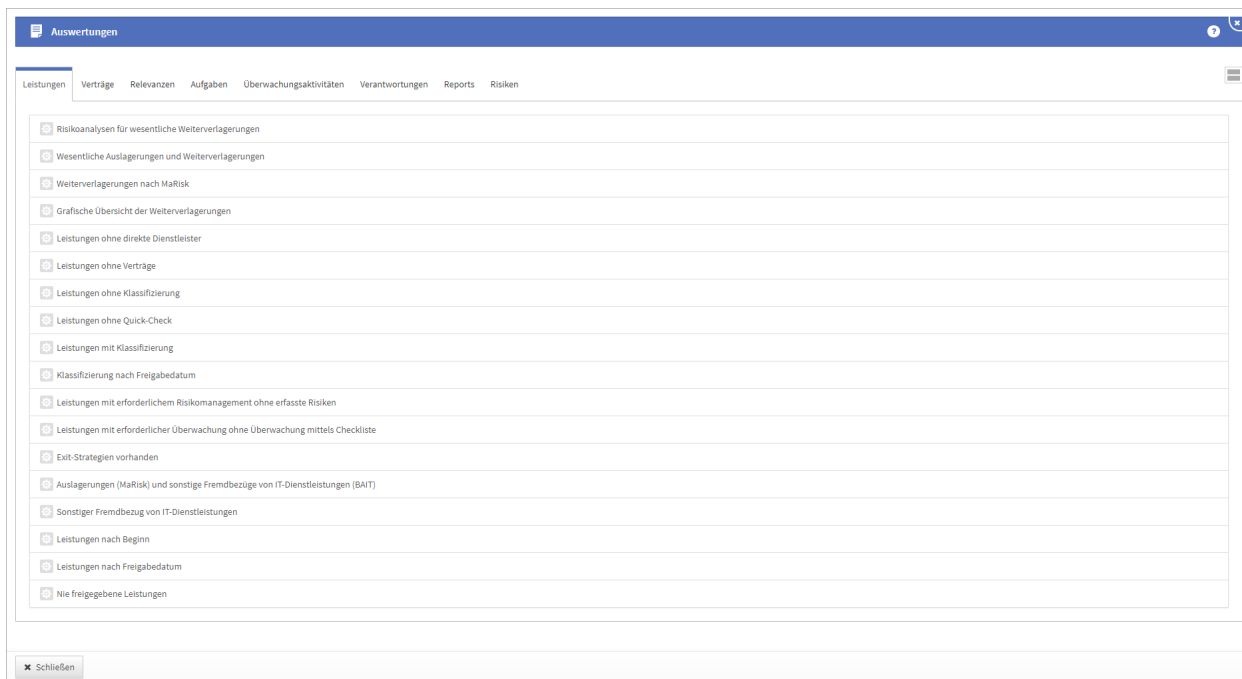 Auswertungen
Leistungen Verträge Relevanzen Aufgaben Überwachungsaktivitäten Verantwortungen Reports Risiken
Risikoanalysen für wesentliche Weiterverlagerungen
Wesentliche Auslagerungen und Weiterverlagerungen
Weiterverlagerungen nach MaRisk
Grafische Übersicht der Weiterverlagerungen
Leistungen ohne direkte Dienstleister
Leistungen ohne Verträge
Leistungen ohne Klassifizierung
Leistungen ohne Quick-Check
Leistungen mit Klassifizierung
Klassifizierung nach Freigabedatum
Leistungen mit erforderlichem Risikomanagement ohne erfasste Risiken
Leistungen mit erforderlicher Überwachung ohne Überwachung mittels Checkliste
Exit-Strategien vorhanden
Auslagerungen (MaRisk) und sonstige Fremdbezüge von IT-Dienstleistungen (BAIT)
Sonstiger Fremdbezug von IT-Dienstleistungen
Leistungen nach Beginn
Leistungen nach Freigabedatum
Nie freigegebene Leistungen
Schließen